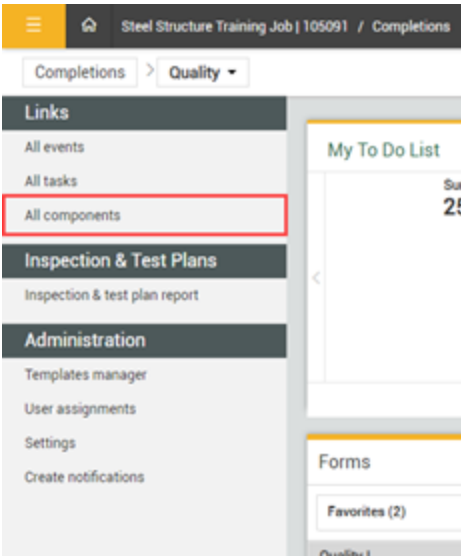 Steel Structure Training Job | 105091 / Completions
Completions > Quality
Links
All events
All tasks
All components
Inspection & Test Plans
Inspection & test plan report
Administration
Templates manager
User assignments
Settings
Create notifications
My To Do List
25
Forms
Favorites (2)